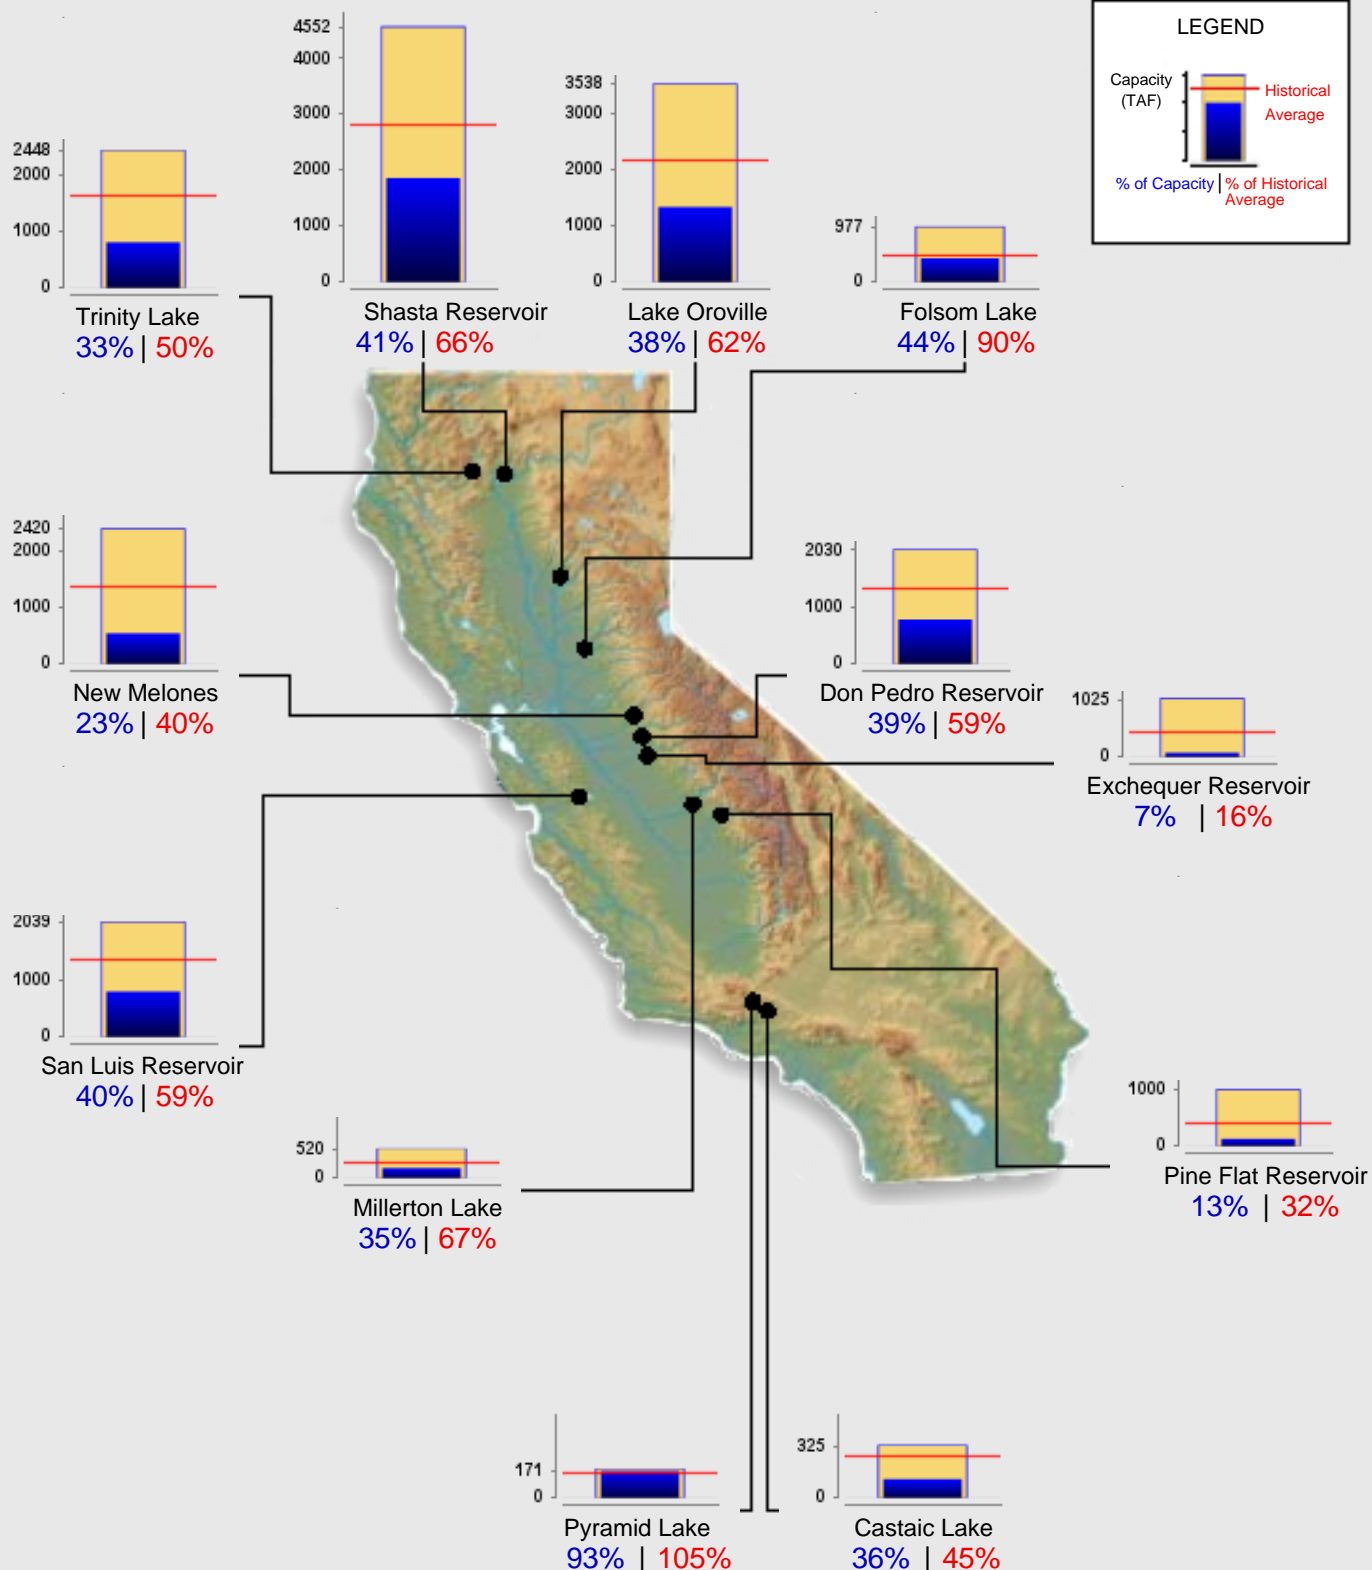 LEGEND
Capacity
(TAF)
Historical
Average
% of Capacity | % of Historical
Average
4552
4000
3000
2000
1000
0
Shasta Reservoir
41% | 66%
3538
3000
2000
1000
0
Lake Oroville
38% | 62%
2448
2000
1000
0
Trinity Lake
33% | 50%
977
0
Folsom Lake
44% | 90%
2420
2000
1000
0
New Melones
23% | 40%
2030
1000
0
Don Pedro Reservoir
39% | 59%
1025
0
Exchequer Reservoir
7% | 16%
2039
1000
0
San Luis Reservoir
40% | 59%
520
0
Millerton Lake
35% | 67%
1000
0
Pine Flat Reservoir
13% | 32%
171
0
Pyramid Lake
93% | 105%
325
0
Castaic Lake
36% | 45%